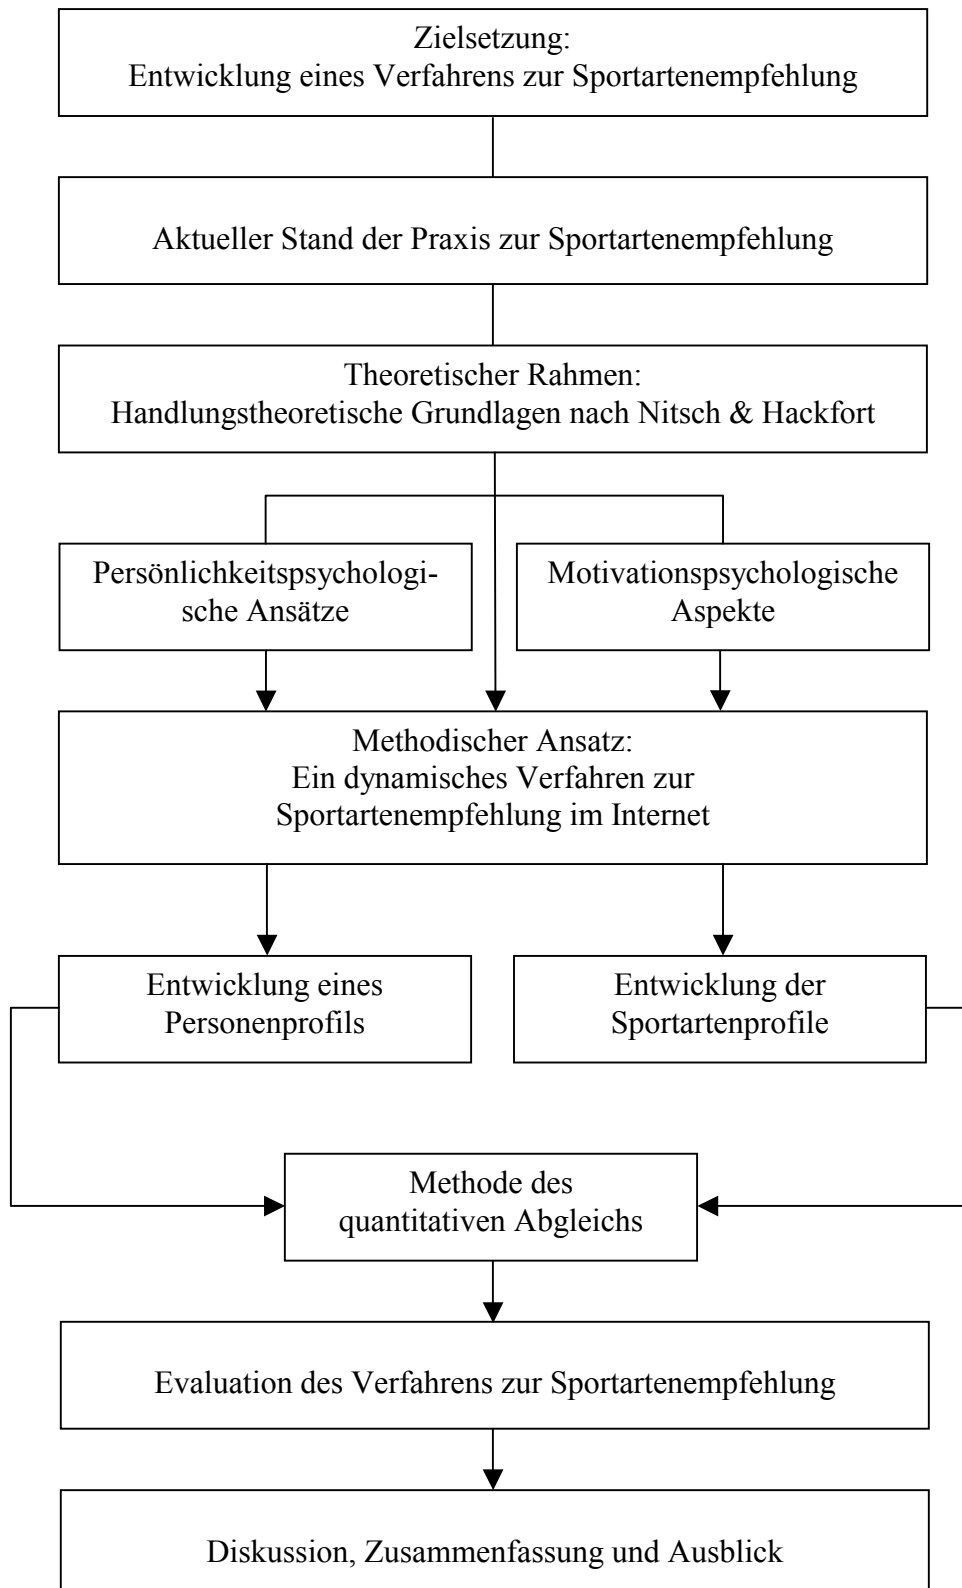 Zielsetzung:
Entwicklung eines Verfahrens zur Sportartenempfehlung
Aktueller Stand der Praxis zur Sportartenempfehlung
Theoretischer Rahmen:
Handlungstheoretische Grundlagen nach Nitsch & Hackfort
Persönlichkeitspsychologi-
sche Ansätze
Motivationspsychologische
Aspekte
Methodischer Ansatz:
Ein dynamisches Verfahren zur
Sportartenempfehlung im Internet
Entwicklung eines
Personenprofils
Entwicklung der
Sportartenprofile
Methode des
quantitativen Abgleichs
Evaluation des Verfahrens zur Sportartenempfehlung
Diskussion, Zusammenfassung und Ausblick